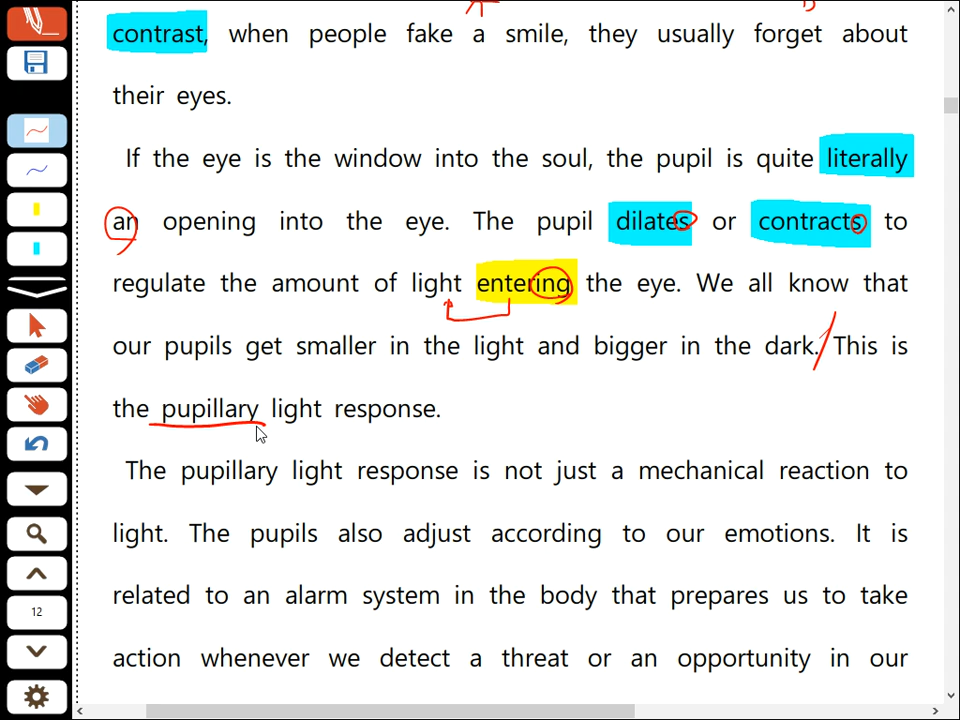 contrast, when people fake a smile, they usually forget about
their eyes.
If the eye is the window into the soul, the pupil is quite literally
an opening into the eye. The pupil dilates or contracts to
regulate the amount of light entering the eye. We all know that
our pupils get smaller in the light and bigger in the dark. This is
the pupillary light response.
The pupillary light response is not just a mechanical reaction to
light. The pupils also adjust according to our emotions. It is
related to an alarm system in the body that prepares us to take
action whenever we detect a threat or an opportunity in our
12